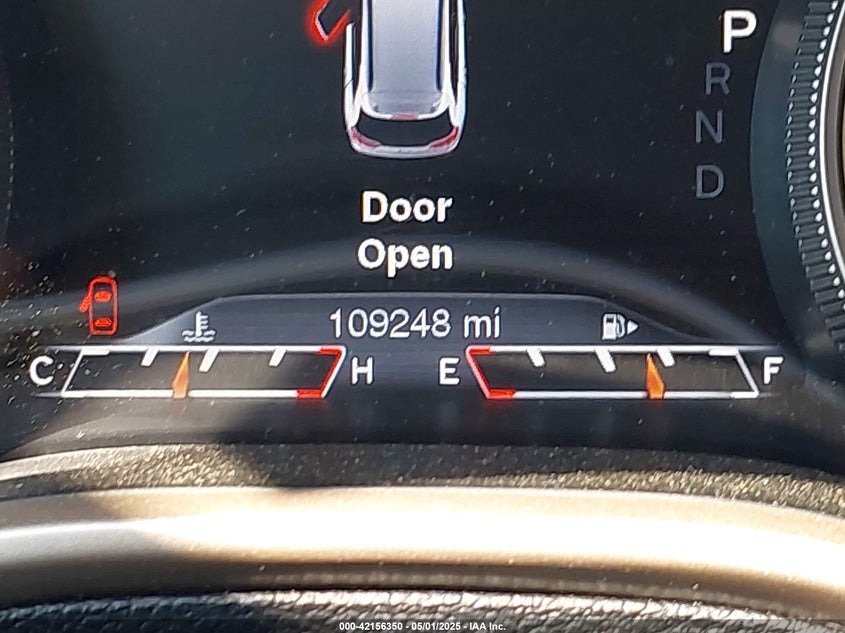 P
R
N
D
Door
Open
109248 mi
C H E F
000-42156350 - 05/01/2025 - IAA Inc.